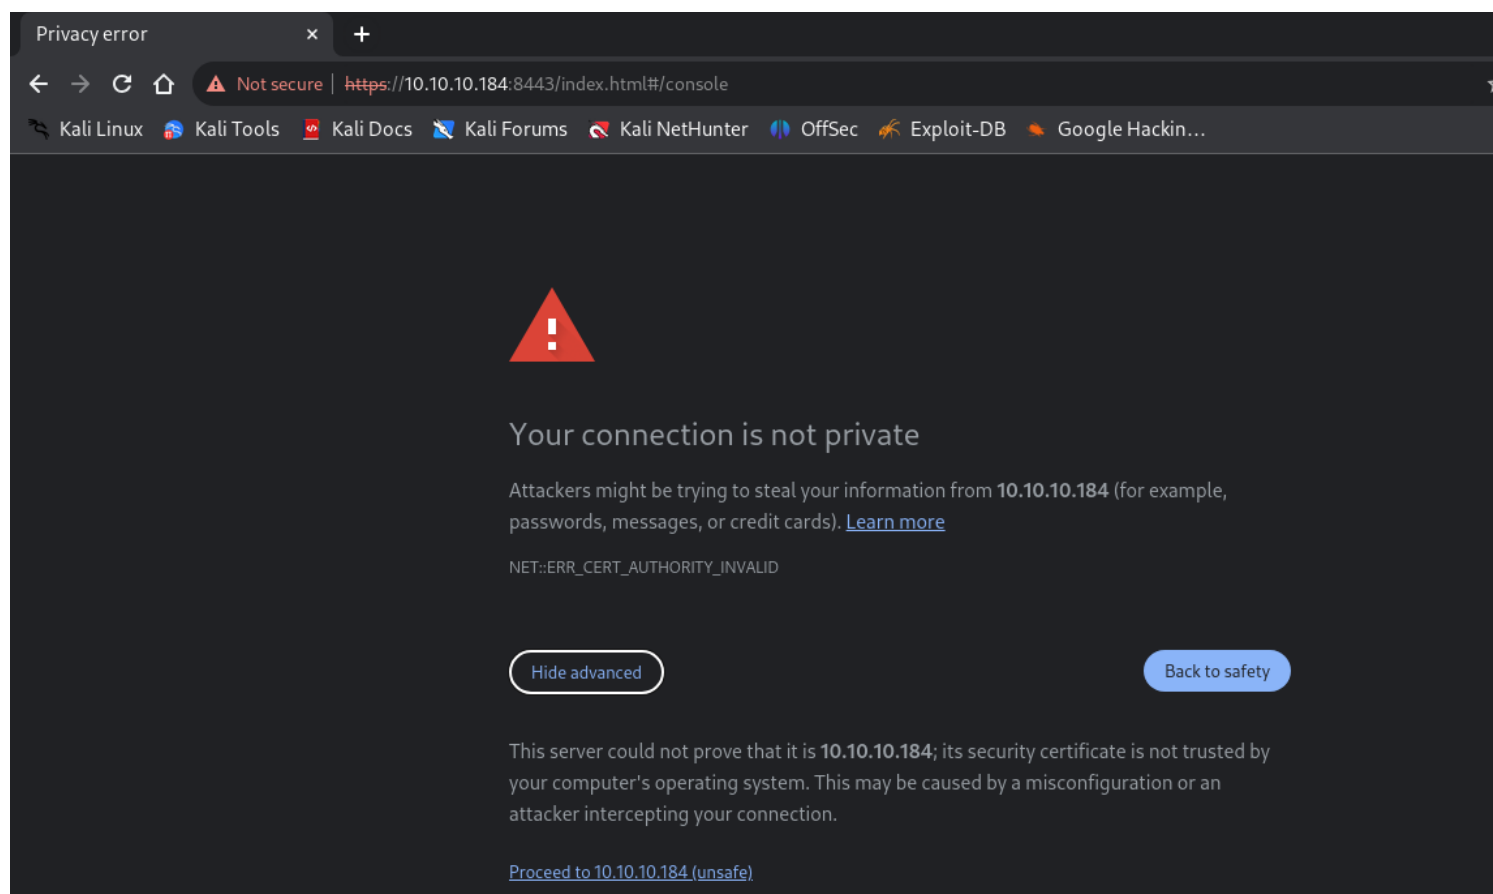 Privacy error
Not secure | https://10.10.10.184:8443/index.html#/console
Kali Linux Kali Tools Kali Docs Kali Forums Kali NetHunter OffSec Exploit-DB Google Hackin...
Your connection is not private
Attackers might be trying to steal your information from 10.10.10.184 (for example,
passwords, messages, or credit cards). Learn more
NET::ERR_CERT_AUTHORITY_INVALID
Hide advanced Back to safety
This server could not prove that it is 10.10.10.184; its security certificate is not trusted by
your computer's operating system. This may be caused by a misconfiguration or an
attacker intercepting your connection.
Proceed to 10.10.10.184 (unsafe)